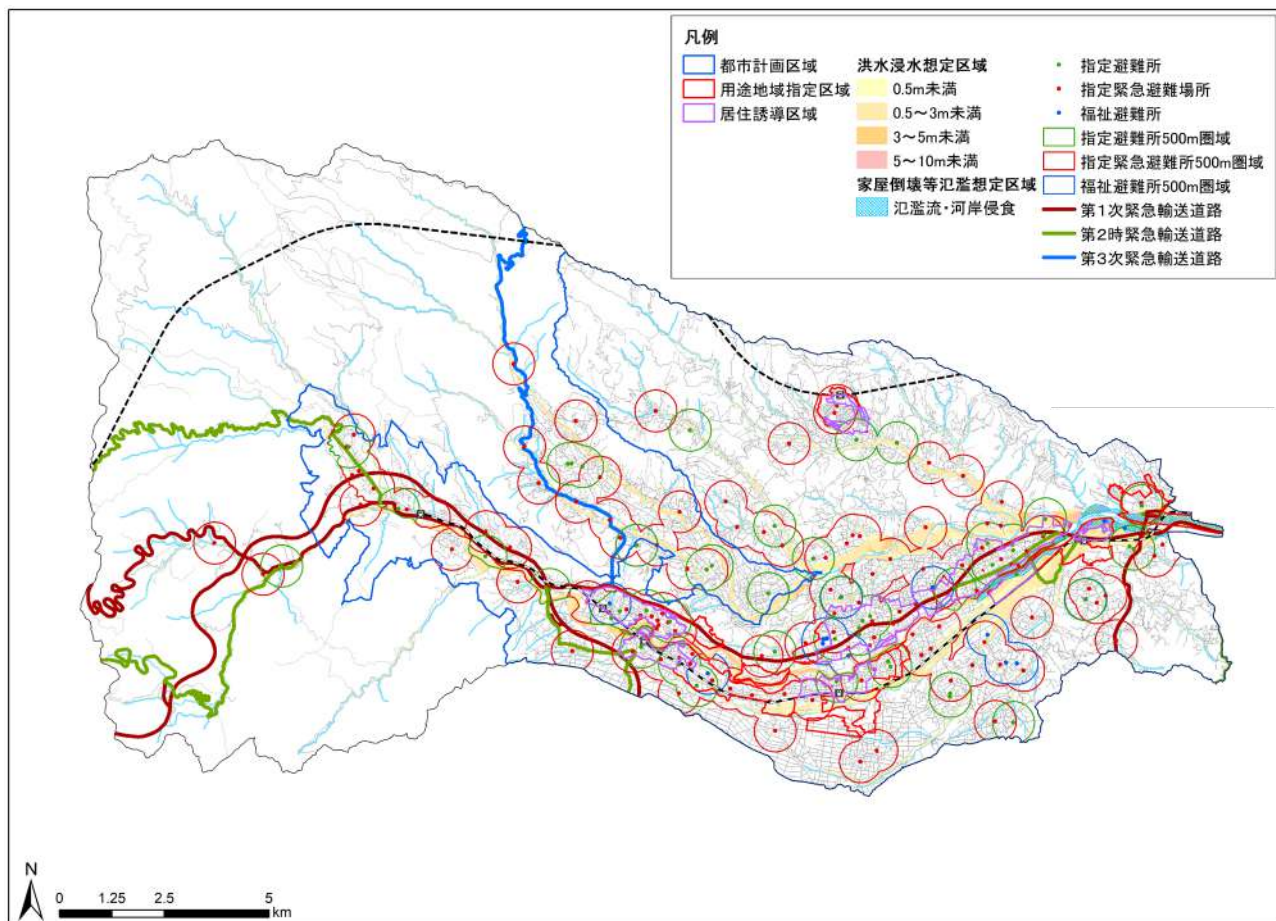 凡例
都市計画区域
用途地域指定区域
居住誘導区域
洪水浸水想定区域
0.5m未満
0.5～3m未満
3～5m未満
5～10m未満
家屋倒壊等氾濫想定区域
氾濫流・河岸侵食
指定避難所
指定緊急避難場所
福祉避難所
指定避難所500m圏域
指定緊急避難所500m圏域
福祉避難所500m圏域
第1次緊急輸送道路
第2時緊急輸送道路
第3次緊急輸送道路
N
0 1.25 2.5 5
km